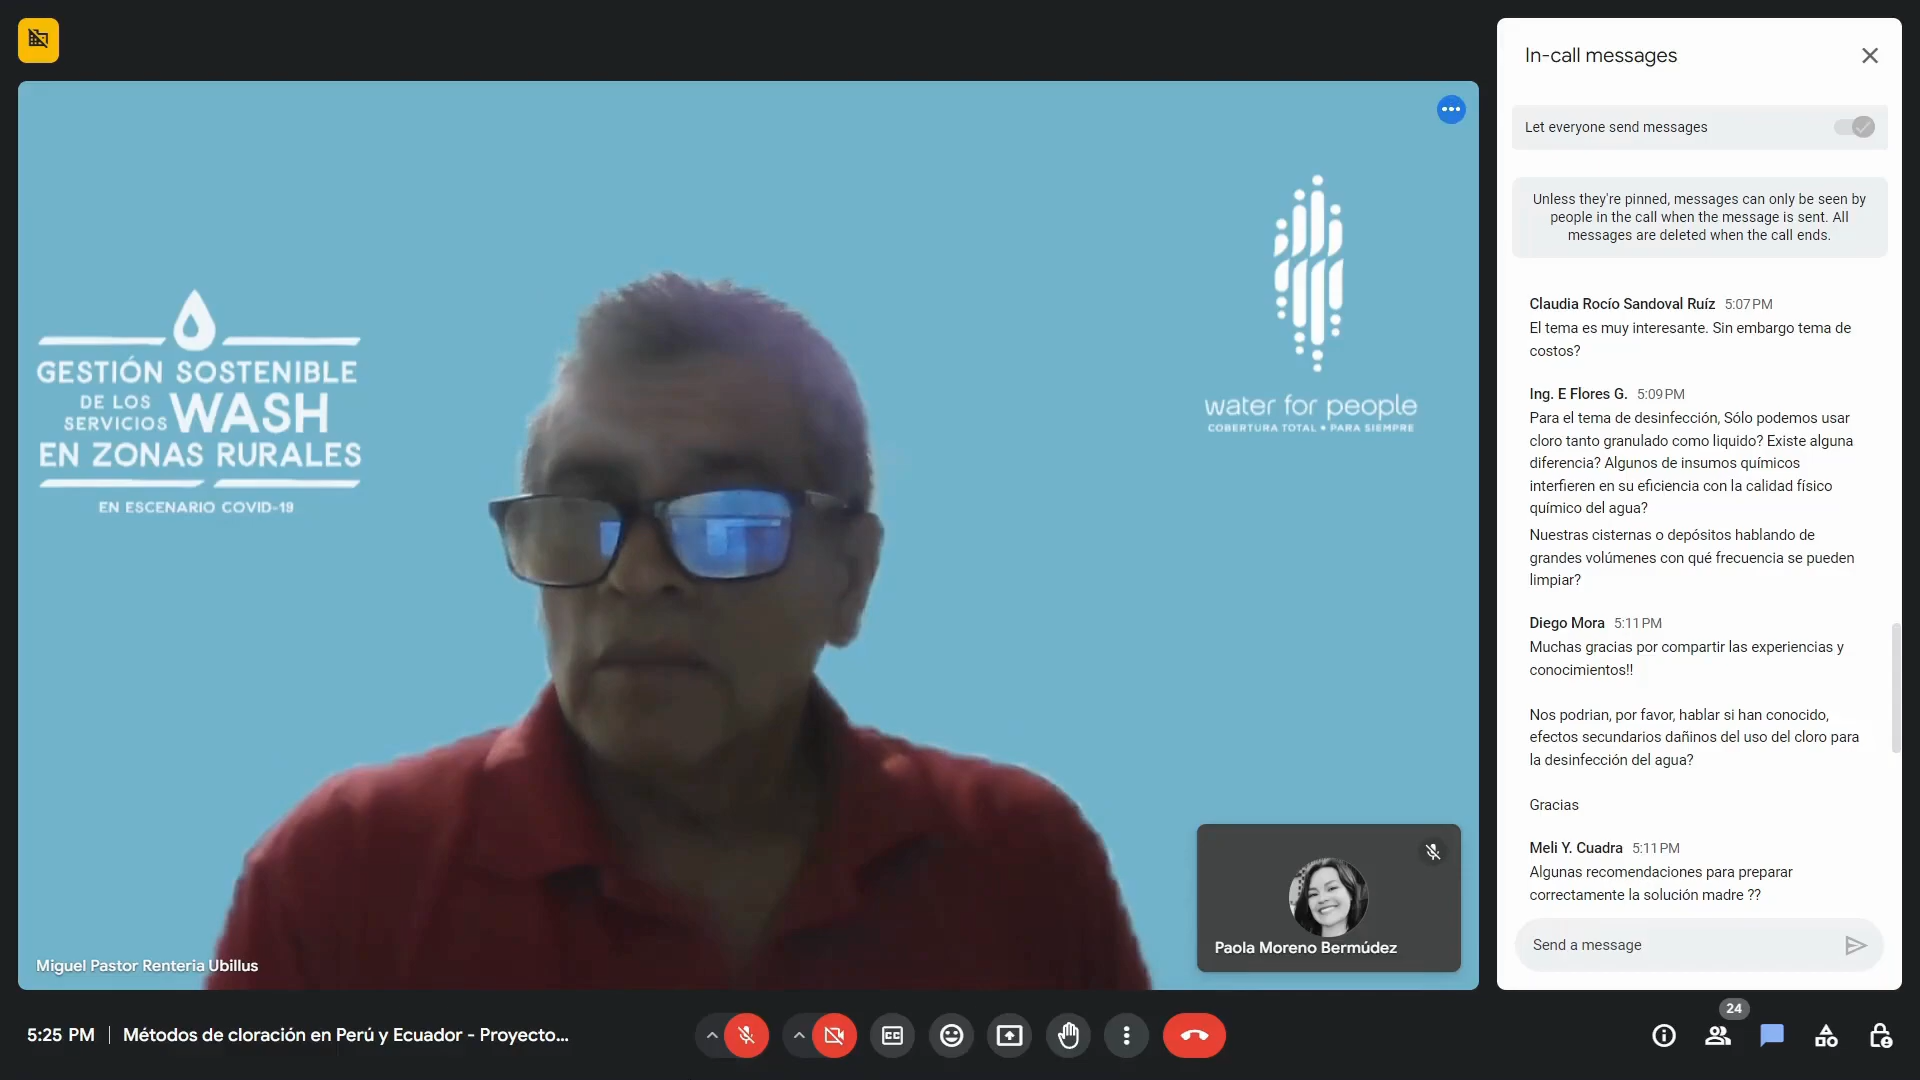 GESTIÓN SOSTENIBLE
DE LOS
SERVICIOS WASH
EN ZONAS RURALES
EN ESCENARIO COVID-19
water for people
COBERTURA TOTAL • PARA SIEMPRE
Paola Moreno Bermúdez
Miguel Pastor Renteria Ubillus
In-call messages
Let everyone send messages
Unless they're pinned, messages can only be seen by
people in the call when the message is sent. All
messages are deleted when the call ends.
Claudia Rocío Sandoval Ruíz 5:07 PM
El tema es muy interesante. Sin embargo tema de
costos?
Ing. E Flores G. 5:09 PM
Para el tema de desinfección, Sólo podemos usar
cloro tanto granulado como liquido? Existe alguna
diferencia? Algunos de insumos químicos
interfieren en su eficiencia con la calidad físico
químico del agua?
Nuestras cisternas o depósitos hablando de
grandes volúmenes con qué frecuencia se pueden
limpiar?
Diego Mora 5:11 PM
Muchas gracias por compartir las experiencias y
conocimientos!!
Nos podrian, por favor, hablar si han conocido,
efectos secundarios dañinos del uso del cloro para
la desinfección del agua?
Gracias
Meli Y. Cuadra 5:11 PM
Algunas recomendaciones para preparar
correctamente la solución madre ??
Send a message
5:25 PM | Métodos de cloración en Perú y Ecuador - Proyecto...
24